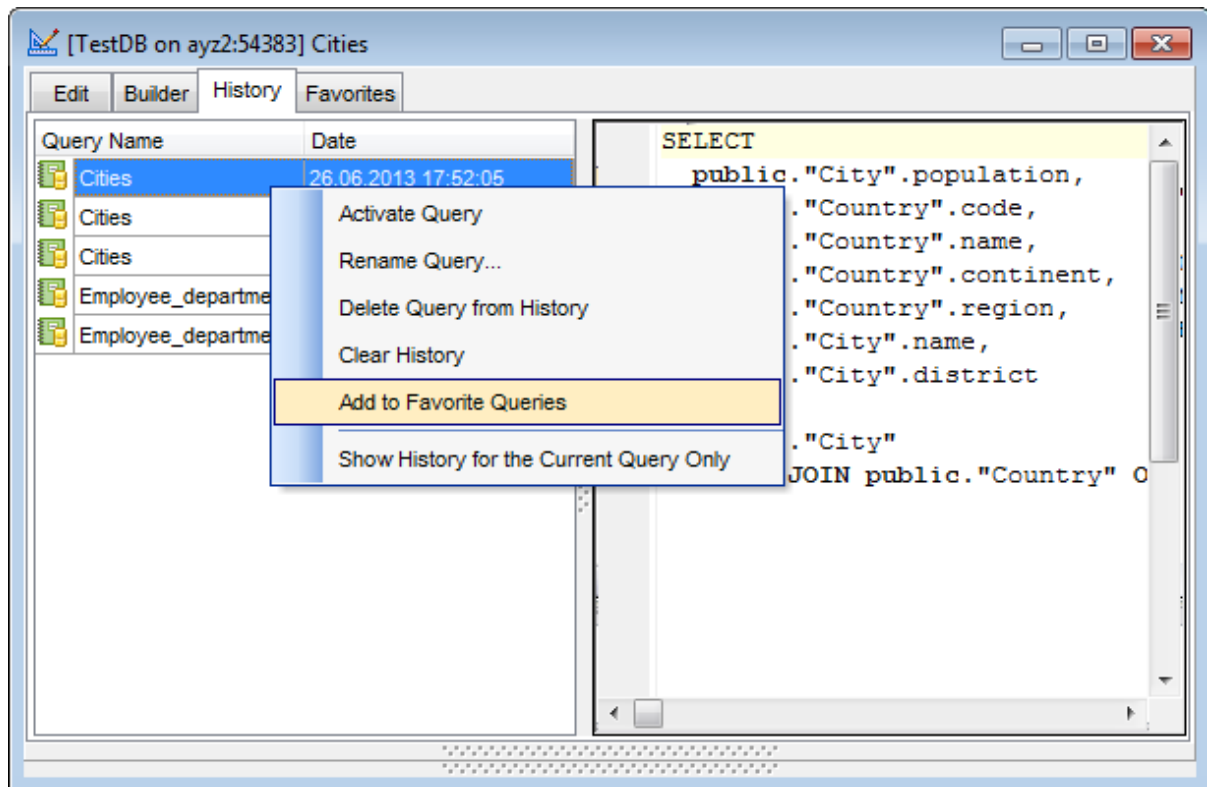 [TestDB on ayz2:54383] Cities
Edit Builder History Favorites
Query Name Date
Cities 26.06.2013 17:52:05
Cities
Cities
Employee_departme
Employee_departme
Activate Query
Rename Query...
Delete Query from History
Clear History
Add to Favorite Queries
Show History for the Current Query Only
SELECT
public."City".population,
."Country".code,
."Country".name,
."Country".continent,
."Country".region,
."City".name,
."City".district
."City"
JOIN public."Country" O